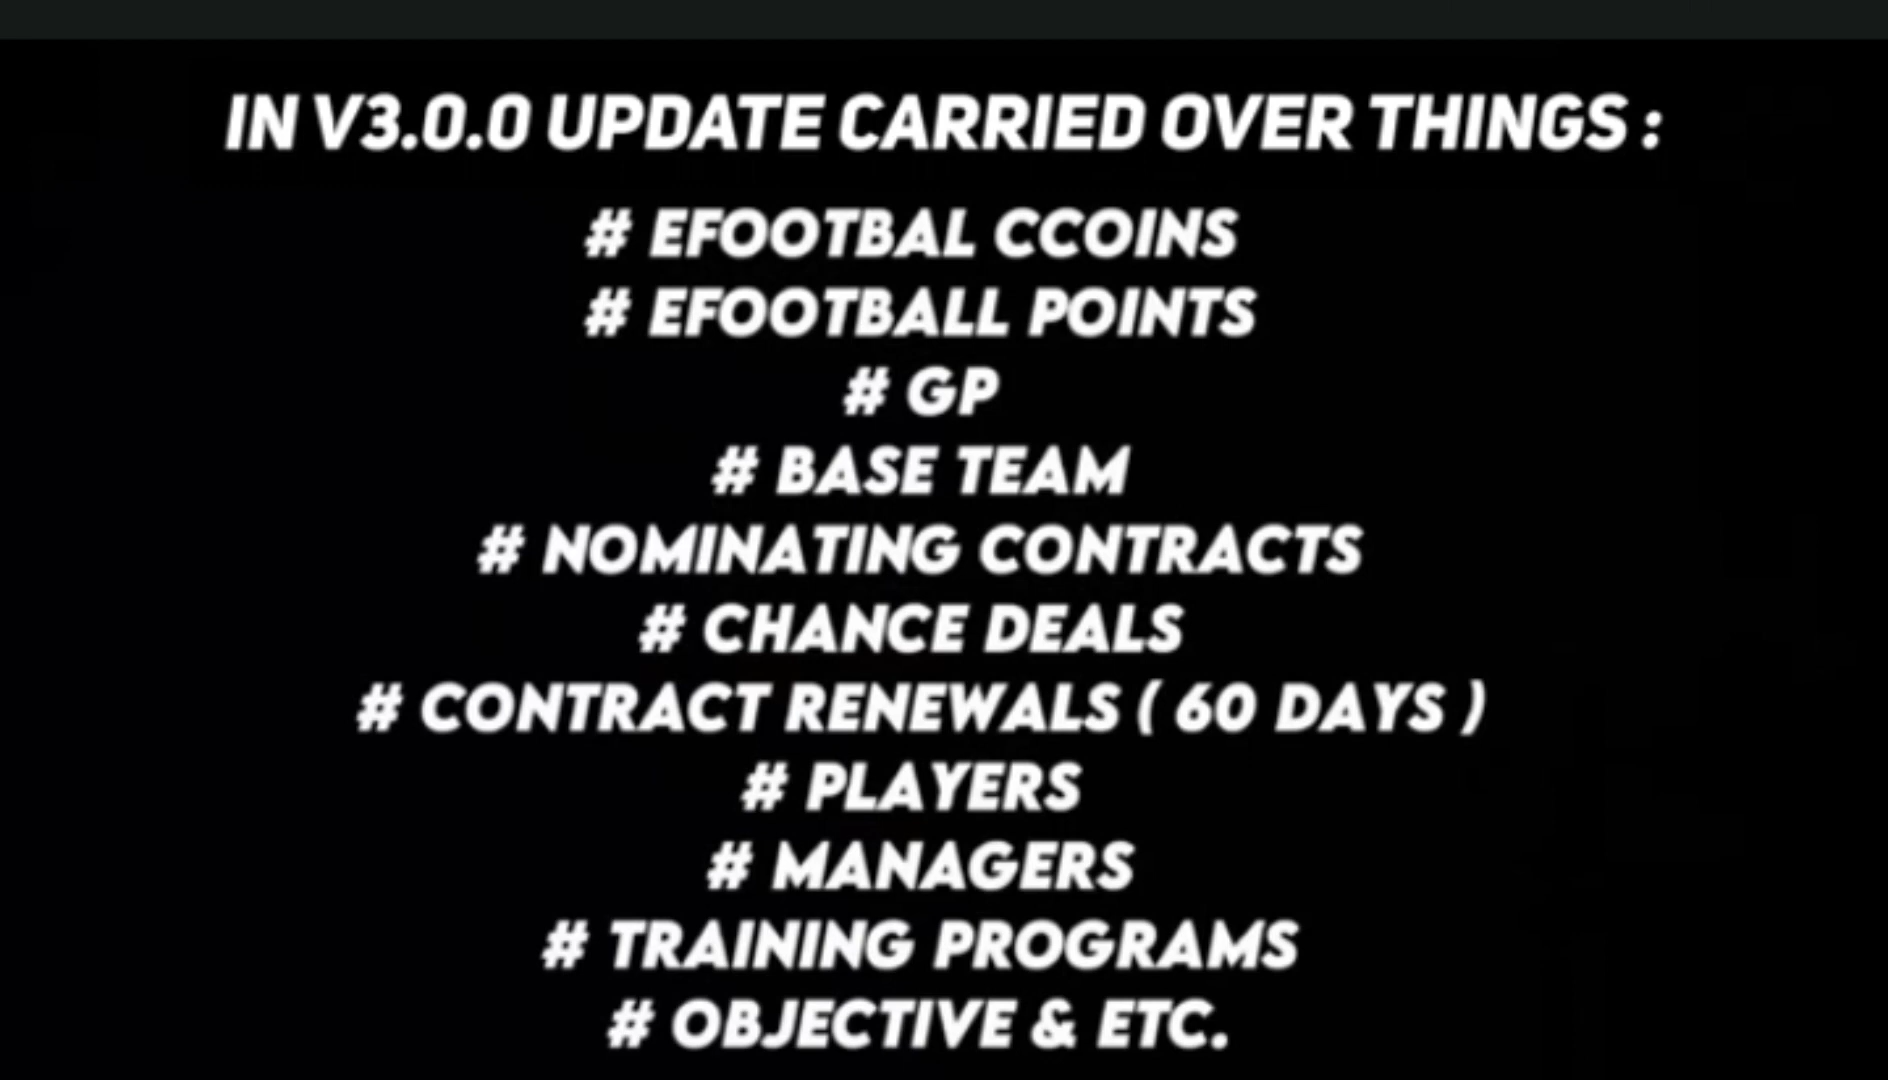 IN V3.0.0 UPDATE CARRIED OVER THINGS :
# EFOOTBAL CCOINS
# EFOOTBALL POINTS
# GP
# BASE TEAM
# NOMINATING CONTRACTS
# CHANCE DEALS
# CONTRACT RENEWALS ( 60 DAYS )
# PLAYERS
# MANAGERS
# TRAINING PROGRAMS
# OBJECTIVE & ETC.